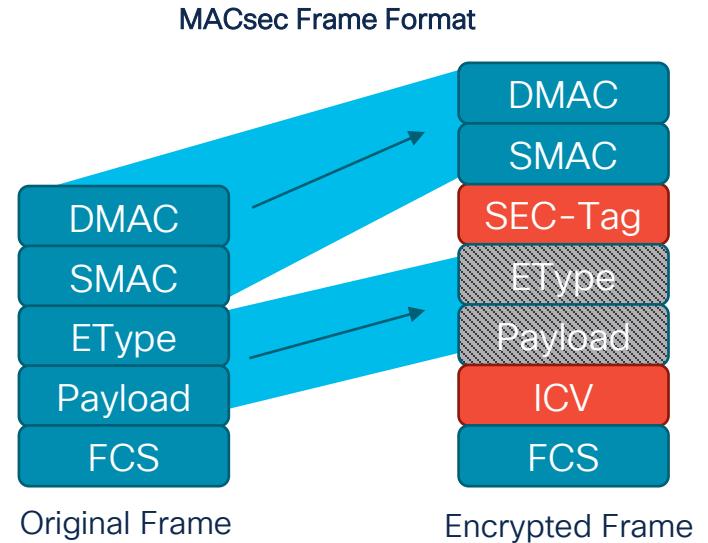 MACsec Frame Format
DMAC
SMAC
EType
Payload
FCS
Original Frame
DMAC
SMAC
SEC-Tag
EType
Payload
ICV
FCS
Encrypted Frame